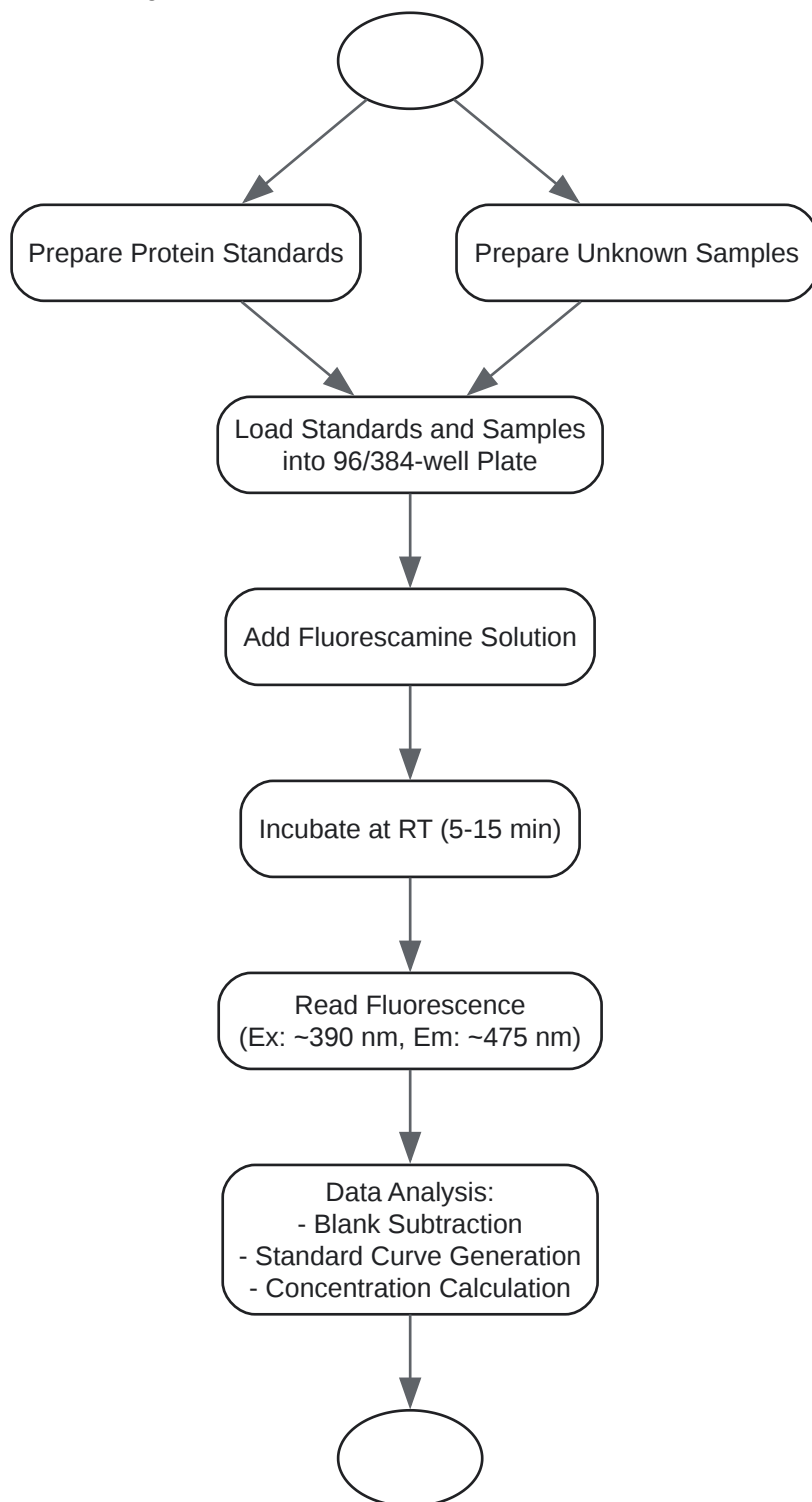 Prepare Protein Standards
Prepare Unknown Samples
Load Standards and Samples
into 96/384-well Plate
Add Fluorescamine Solution
Incubate at RT (5-15 min)
Read Fluorescence
(Ex: ~390 nm, Em: ~475 nm)
Data Analysis:
- Blank Subtraction
- Standard Curve Generation
- Concentration Calculation